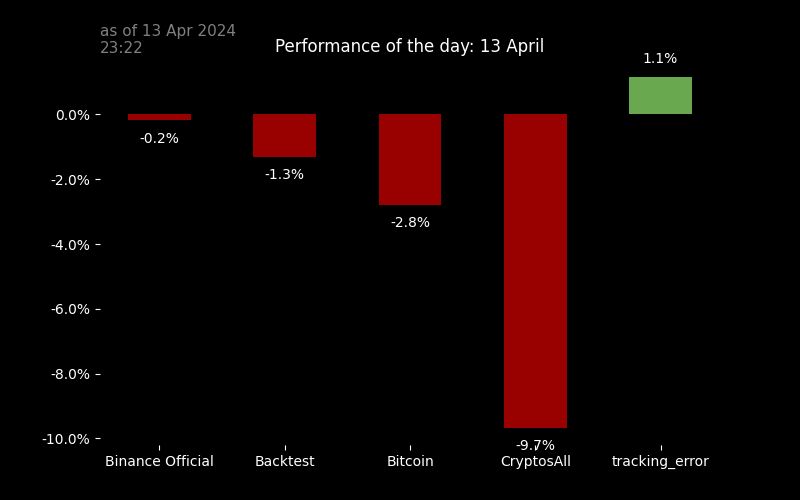 as of 13 Apr 2024
23:22
Performance of the day: 13 April
1.1%
0.0%
-0.2%
-1.3%
-2.0%
-2.8%
-4.0%
-6.0%
-8.0%
-10.0%
-9.7%
Binance Official
Backtest
Bitcoin
CryptosAll
tracking_error